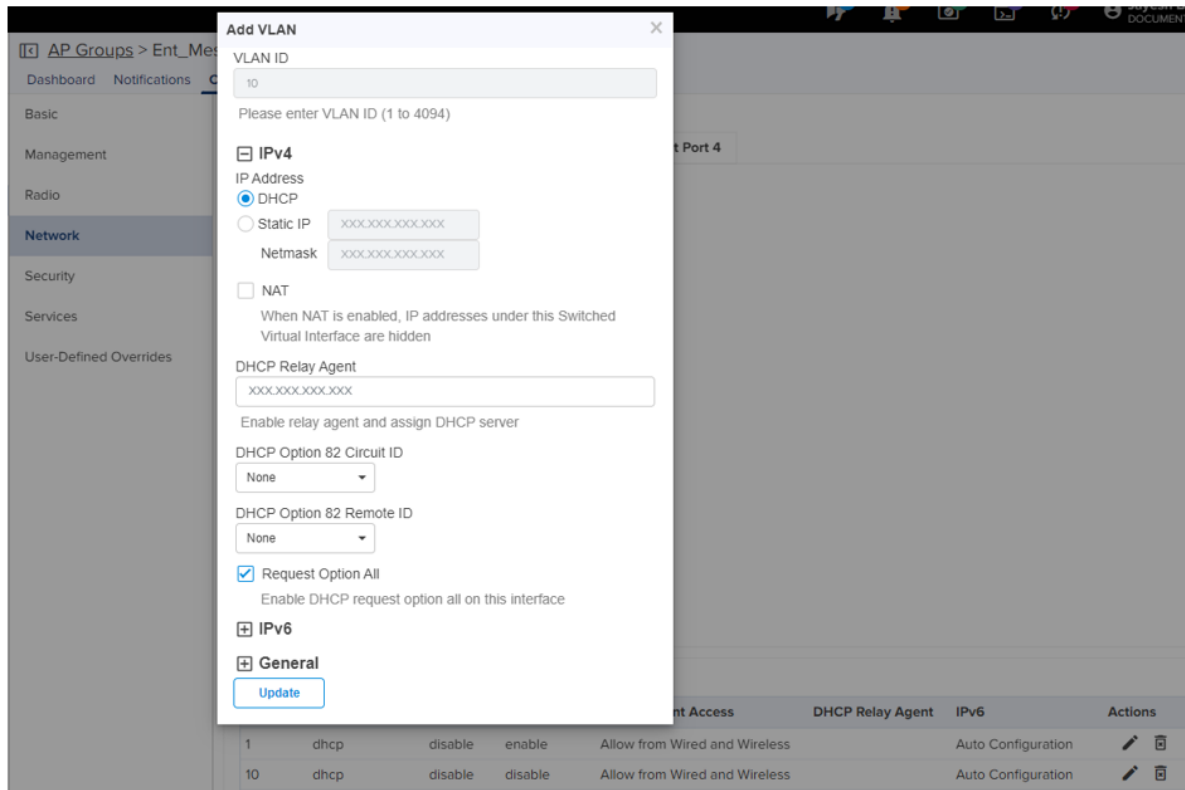 DOCUMENT
Add VLAN
AP Groups > Ent_Mes
Dashboard Notifications C
Basic
Management
Radio
Network
Security
Services
User-Defined Overrides
VLAN ID
10
Please enter VLAN ID (1 to 4094)
IPv4
IP Address
DHCP
Static IP XXX.XXX.XXX.XXX
Netmask XXX.XXX.XXX.XXX
NAT
When NAT is enabled, IP addresses under this Switched
Virtual Interface are hidden
DHCP Relay Agent
XXX.XXX.XXX.XXX
Enable relay agent and assign DHCP server
DHCP Option 82 Circuit ID
None
DHCP Option 82 Remote ID
None
Request Option All
Enable DHCP request option all on this interface
IPv6
General
Update
t Port 4
nt Access DHCP Relay Agent IPv6 Actions
1 dhcp disable enable Allow from Wired and Wireless Auto Configuration
10 dhcp disable disable Allow from Wired and Wireless Auto Configuration